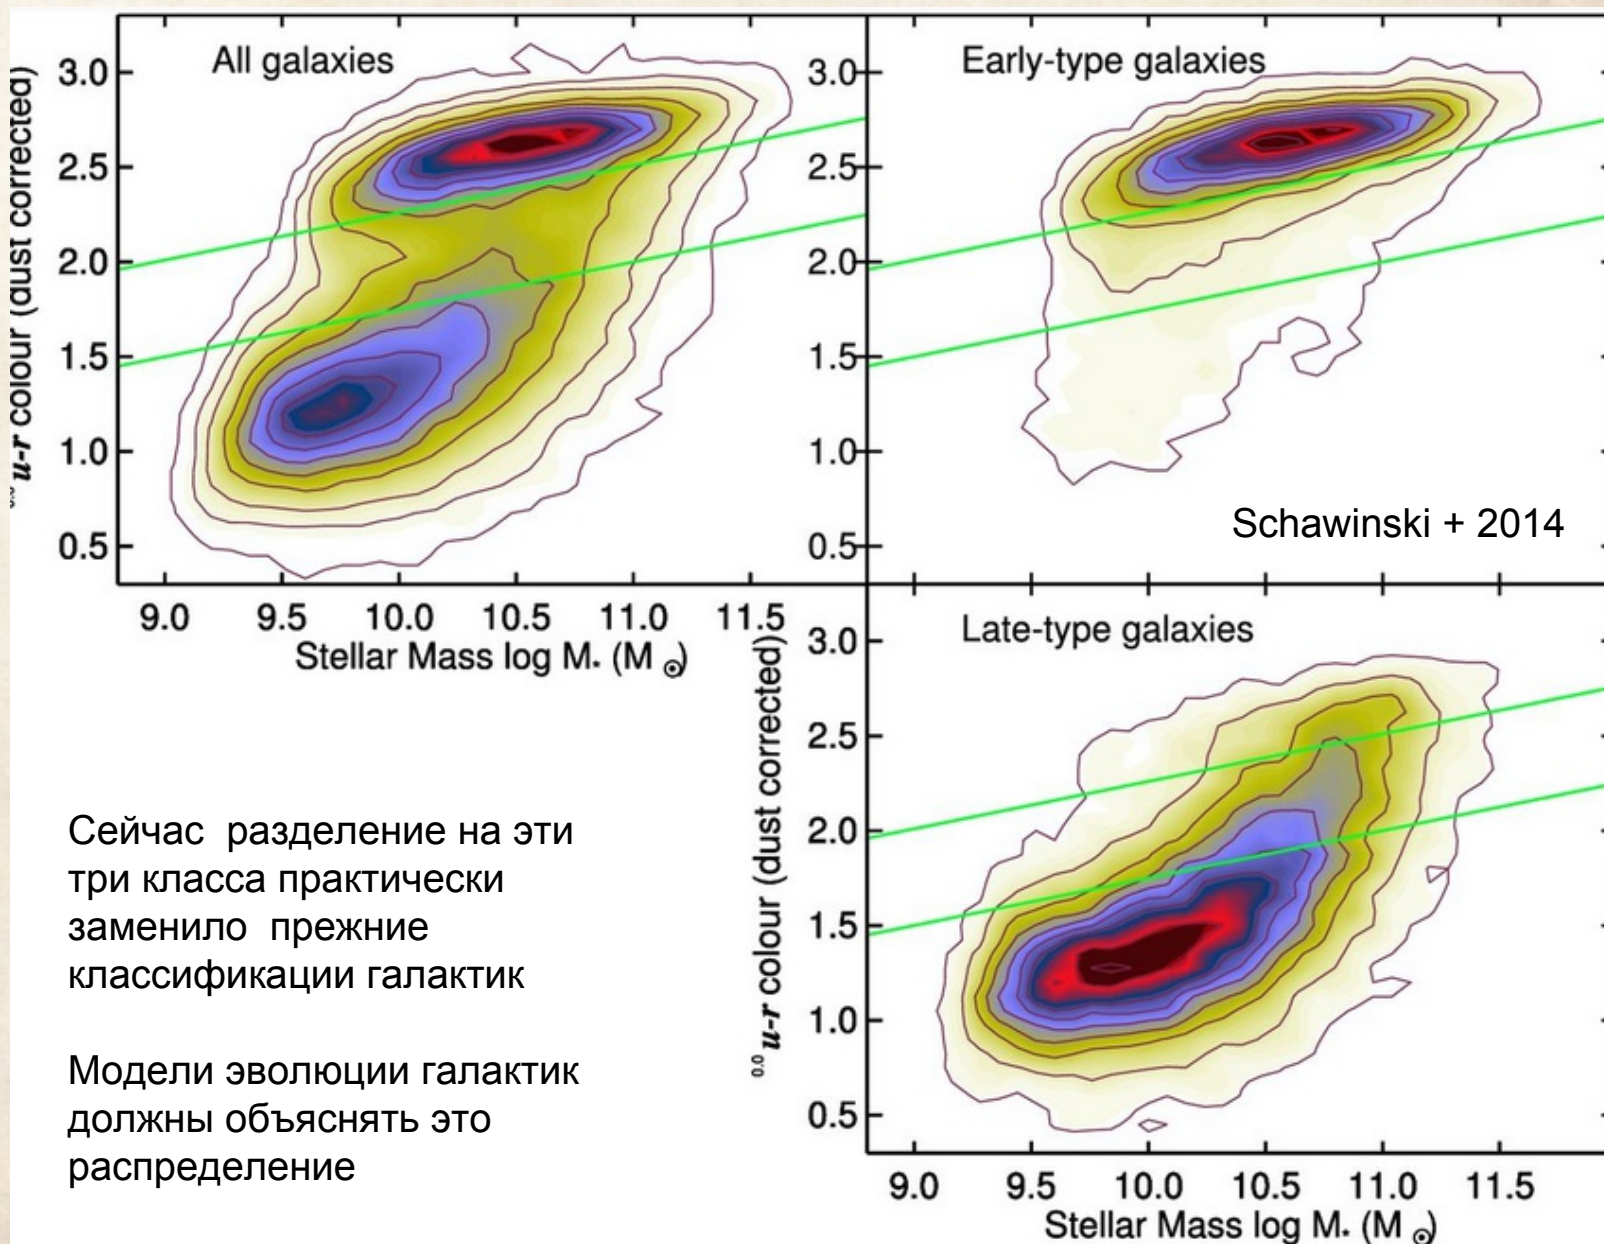 All galaxies
3.0
2.5
2.0
1.5
1.0
0.5
u-r colour (dust corrected)
9.0 9.5 10.0 10.5 11.0 11.5
Stellar Mass log M* (M⊙)
Early-type galaxies
3.0
2.5
2.0
1.5
1.0
0.5
Schawinski + 2014
Late-type galaxies
3.0
2.5
2.0
1.5
1.0
0.5
0.0 u-r colour (dust corrected)
9.0 9.5 10.0 10.5 11.0 11.5
Stellar Mass log M* (M⊙)
Сейчас разделение на эти
три класса практически
заменило прежние
классификации галактик
Модели эволюции галактик
должны объяснять это
распределение